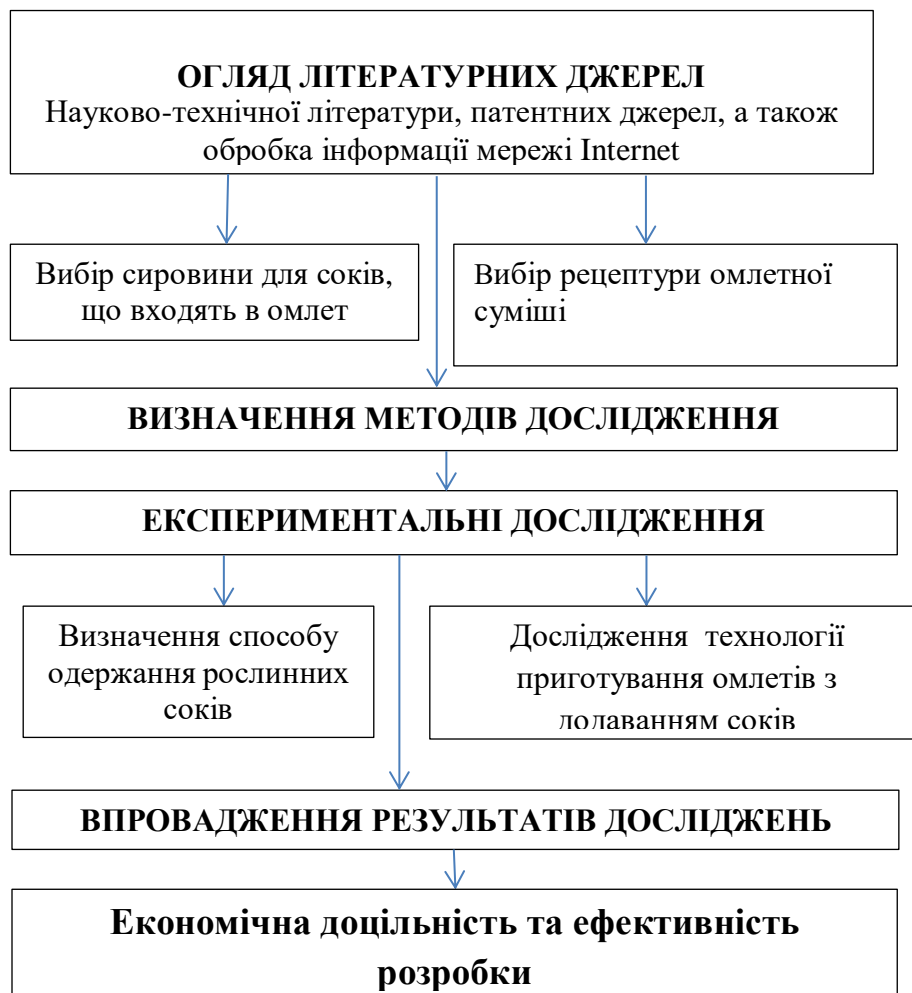 ОГЛЯД ЛІТЕРАТУРНИХ ДЖЕРЕЛ
Науково-технічної літератури, патентних джерел, а також
обробка інформації мережі Internet
Вибір сировини для соків,
що входять в омлет
Вибір рецептури омлетної
суміші
ВИЗНАЧЕННЯ МЕТОДІВ ДОСЛІДЖЕННЯ
ЕКСПЕРИМЕНТАЛЬНІ ДОСЛІДЖЕННЯ
Визначення способу
одержання рослинних
соків
Дослідження технології
приготування омлетів з
додаванням соків
ВПРОВАДЖЕННЯ РЕЗУЛЬТАТІВ ДОСЛІДЖЕНЬ
Економічна доцільність та ефективність
розробки